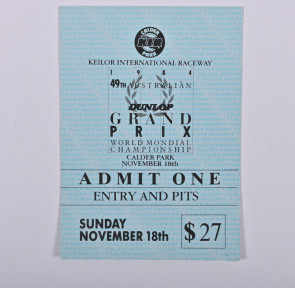 CALDER
KIR
PARK
KEILOR INTERNATIONAL RACEWAY
1984
49TH AUSTRALIAN
DUNLOP
GRAND
PRIX
WORLD MONDIAL
CHAMPIONSHIP
CALDER PARK
NOVEMBER 18th
ADMIT ONE
ENTRY AND PITS
SUNDAY
NOVEMBER 18th
$27